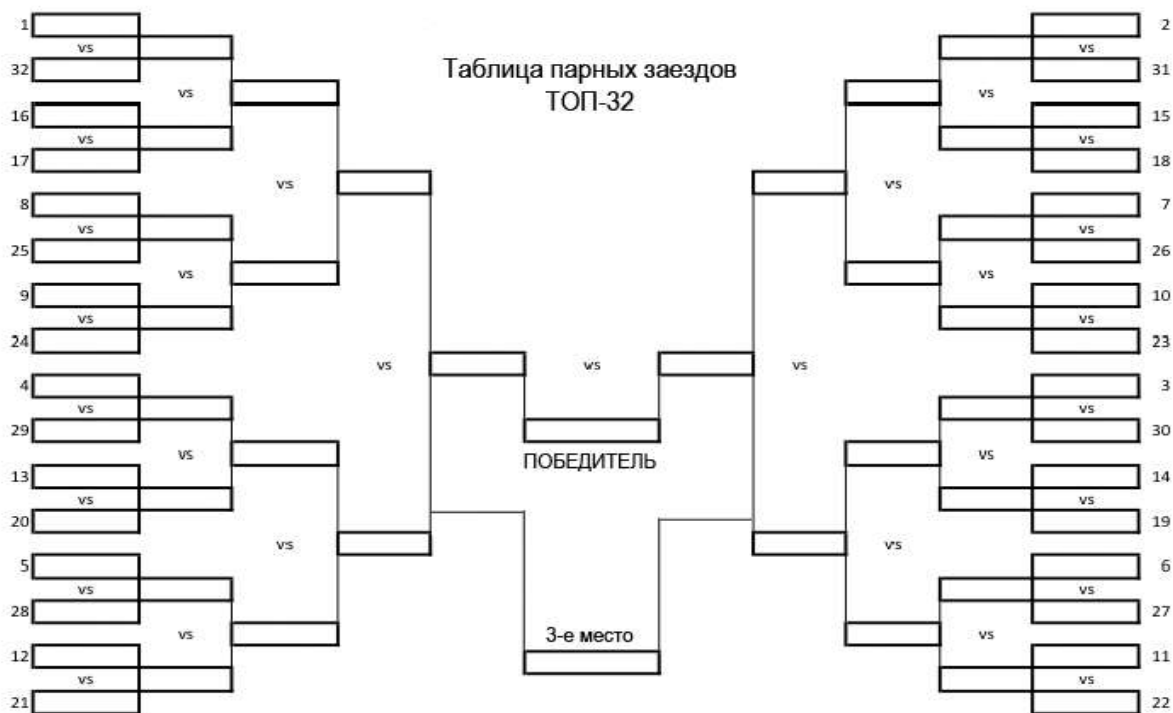 Таблица парных заездов
ТОП-32
1
vs
32
vs
16
vs
17
vs
8
vs
25
vs
9
vs
24
vs
4
vs
29
vs
13
vs
20
vs
5
vs
28
vs
12
vs
21
vs
ПОБЕДИТЕЛЬ
3-е место
vs
2
vs
31
vs
15
vs
18
vs
7
vs
26
vs
10
vs
23
vs
3
vs
30
vs
14
vs
19
vs
6
vs
27
vs
11
vs
22